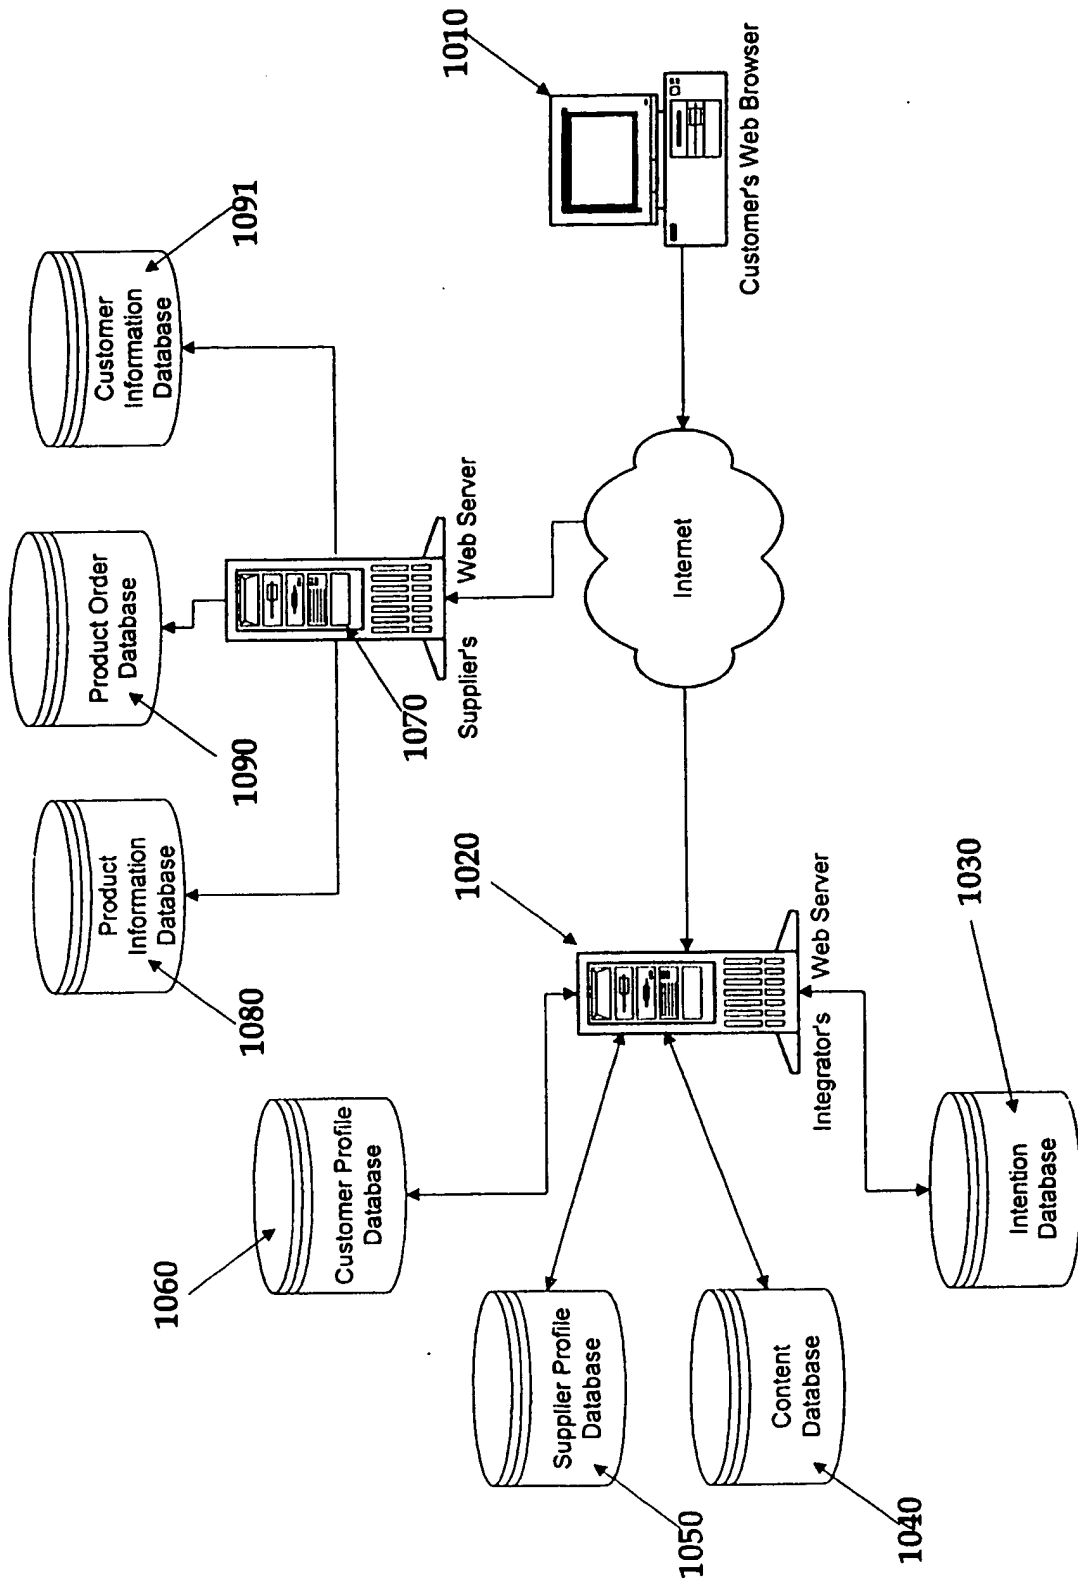 1010
Customer's Web Browser
1091
Customer
Information
Database
Product Order
Database
1090
Product
Information
Database
1080
Supplier's Web Server
1070
Internet
1020
Integrator's Web Server
1030
Intention
Database
Customer Profile
Database
1060
Supplier Profile
Database
1050
Content
Database
1040